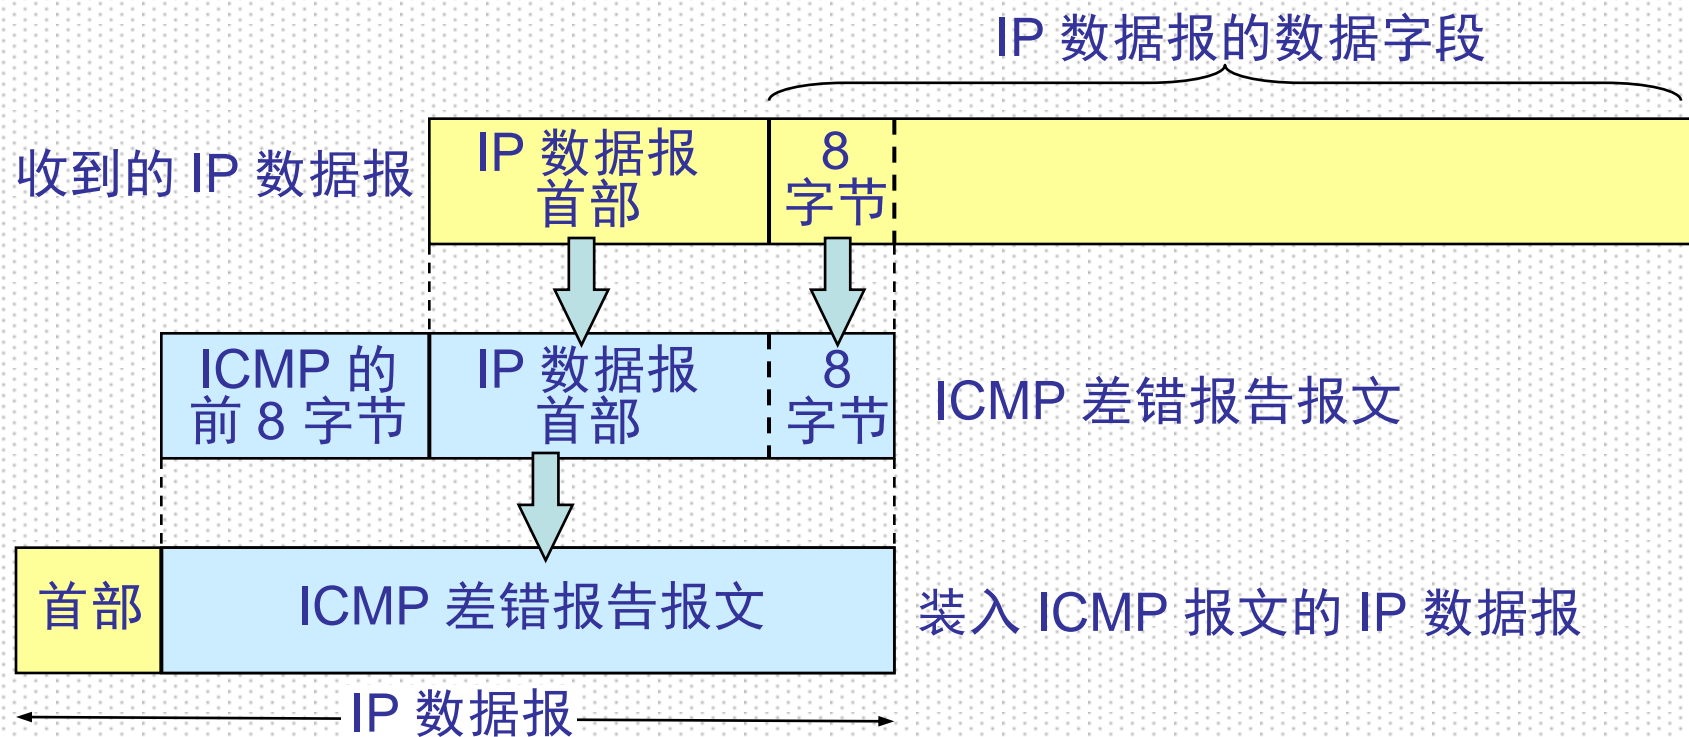 IP 数据报的数据字段
收到的 IP 数据报
IP 数据报
首部
8
字节
ICMP 的
前 8 字节
IP 数据报
首部
8
字节
ICMP 差错报告报文
首部
ICMP 差错报告报文
装入 ICMP 报文的 IP 数据报
IP 数据报